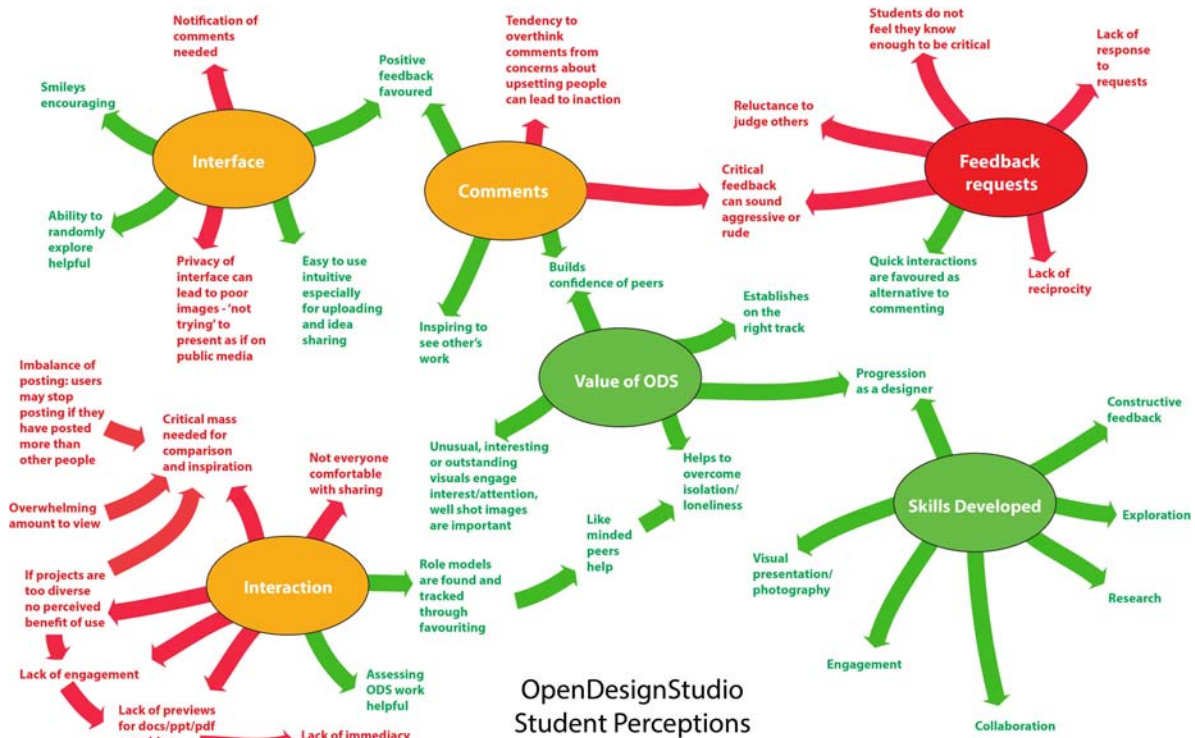 Notification of
comments
needed
Smileys
encouraging
Positive
feedback
favoured
Interface
Ability to
randomly
explore
helpful
Privacy of
interface can
lead to poor
images - ‘not
trying’ to
present as if on
public media
Easy to use
intuitive
especially
for uploading
and idea
sharing
Tendency to
overthink
comments from
concerns about
upsetting people
can lead to inaction
Comments
Critical
feedback
can sound
aggressive or
rude
Builds
confidence of peers
Inspiring to
see other's
work
Students do not
feel they know
enough to be critical
Lack of
response
to
requests
Reluctance to
judge others
Feedback
requests
Quick interactions
are favoured as
alternative to
commenting
Lack of
reciprocity
Establishes
on the
right track
Value of ODS
Progression
as a designer
Unusual, interesting
or outstanding
visuals engage
interest/attention,
well shot images
are important
Helps to
overcome
isolation/
loneliness
Like
minded
peers
help
Constructive
feedback
Skills Developed
Exploration
Visual
presentation/
photography
Research
Engagement
Collaboration
Imbalance of
posting: users
may stop
posting if they
have posted
more than
other people
Critical mass
needed for
comparison
and inspiration
Not everyone
comfortable
with sharing
Overwhelming
amount to view
Interaction
Role models
are found and
tracked
through
favouriting
If projects are
too diverse
no perceived
benefit of use
Lack of engagement
Assessing
ODS work
helpful
Lack of previews
for docs/ppt/pdf
Lack of immediacy
OpenDesignStudio
Student Perceptions